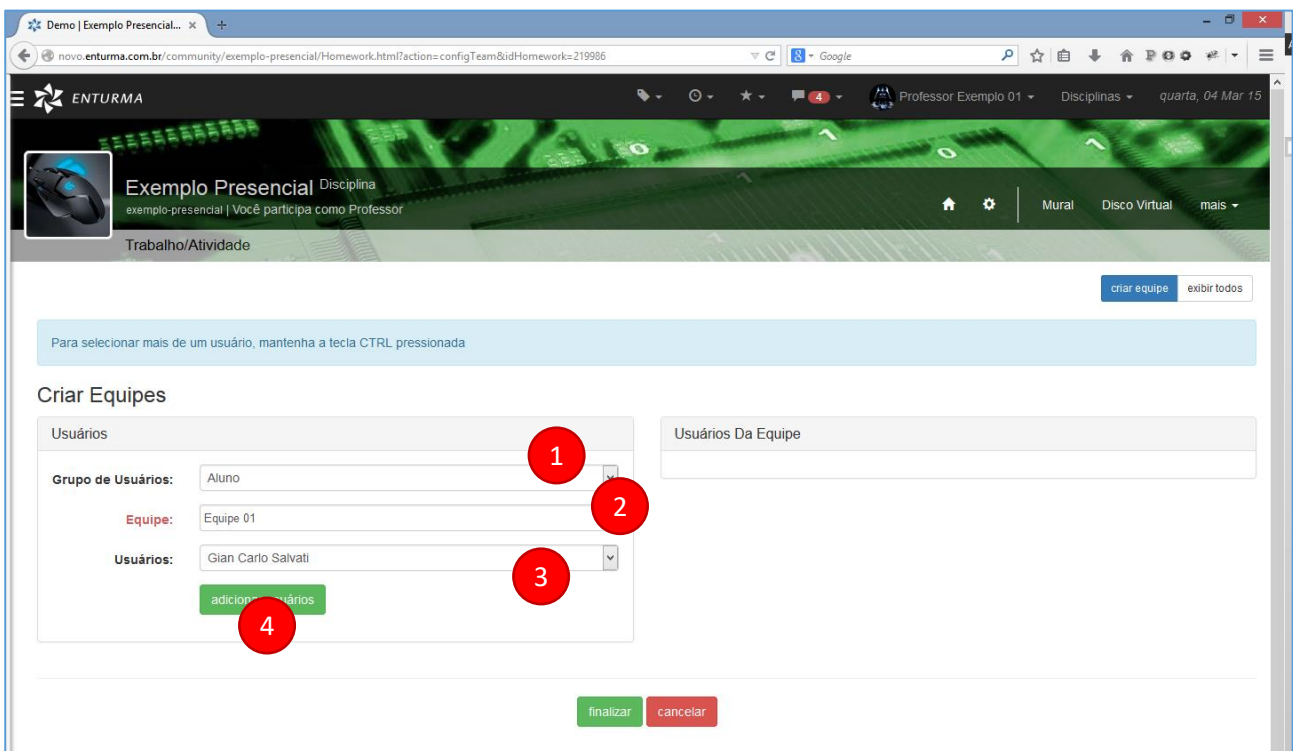 Demo | Exemplo Presencial... × +
novo.enturma.com.br/community/exemplo-presencial/Homework.html?action=configTeam&idHomework=219986
Google
ENTURMA
4
Professor Exemplo 01
Disciplinas
quarta, 04 Mar 15
Exemplo Presencial Disciplina
exemplo-presencial | Você participa como Professor
Mural
Disco Virtual
mais
Trabalho/Atividade
criar equipe
exibir todos
Para selecionar mais de um usuário, mantenha a tecla CTRL pressionada
Criar Equipes
Usuários
Usuários Da Equipe
1
Grupo de Usuários:
Aluno
2
Equipe:
Equipe 01
Usuários:
Gian Carlo Salvati
3
4
finalizar
cancelar